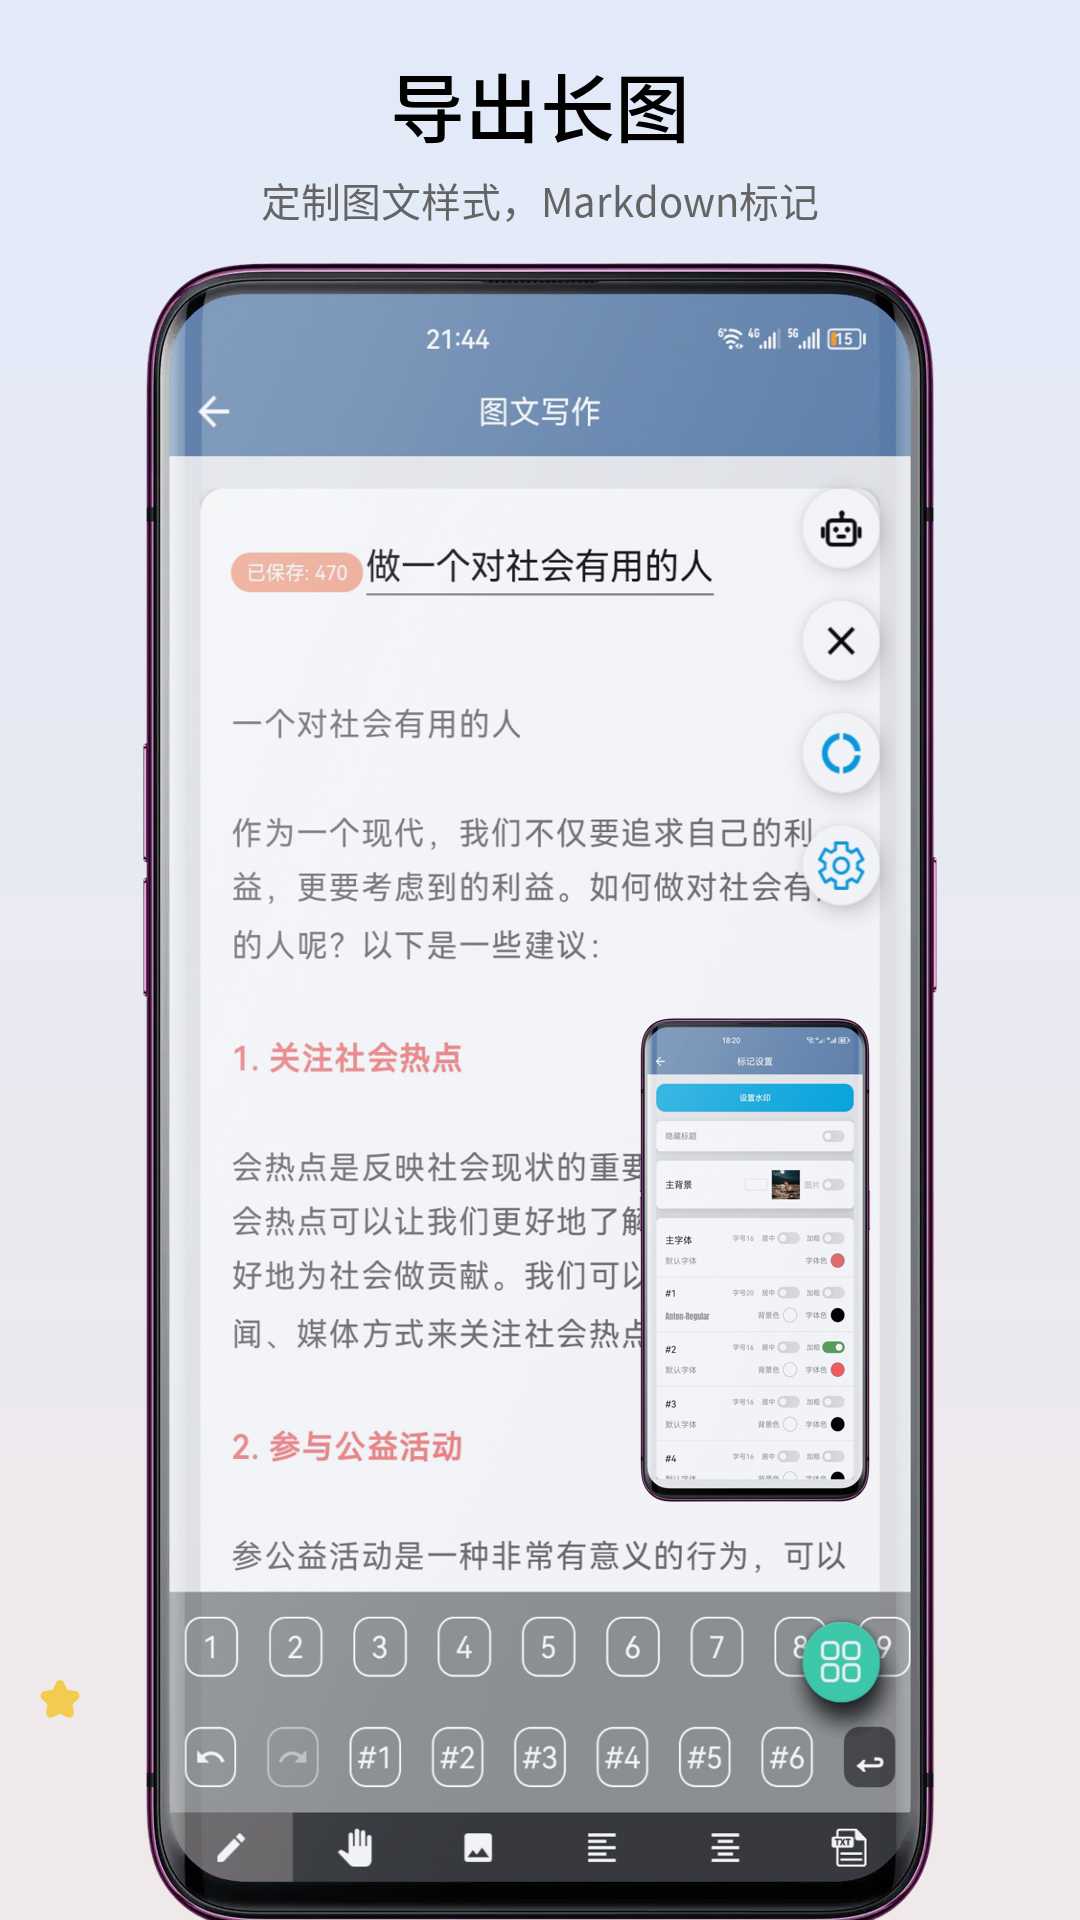 导出长图
定制图文样式，Markdown标记
21:44
6+ 4G 5G 15
图文写作
已保存: 470 做一个对社会有用的人
一个对社会有用的人
作为一个现代，我们不仅要追求自己的利
益，更要考虑到的利益。如何做对社会有
的人呢？以下是一些建议：
1. 关注社会热点
会热点是反映社会现状的重要
会热点可以让我们更好地了解
好地为社会做贡献。我们可以
闻、媒体方式来关注社会热点
2. 参与公益活动
参公益活动是一种非常有意义的行为，可以
18:20
标记设置
设置水印
隐藏标题
主背景 图片
主字体 字号16 居中 加粗
默认字体 字体色
#1 字号20 居中 加粗
Anton-Regular 背景色 字体色
#2 字号16 居中 加粗
默认字体 背景色 字体色
#3 字号16 居中 加粗
默认字体 背景色 字体色
#4 字号16 居中 加粗
默认字体 背景色 字体色
1 2 3 4 5 6 7 8 9
#1 #2 #3 #4 #5 #6
TXT